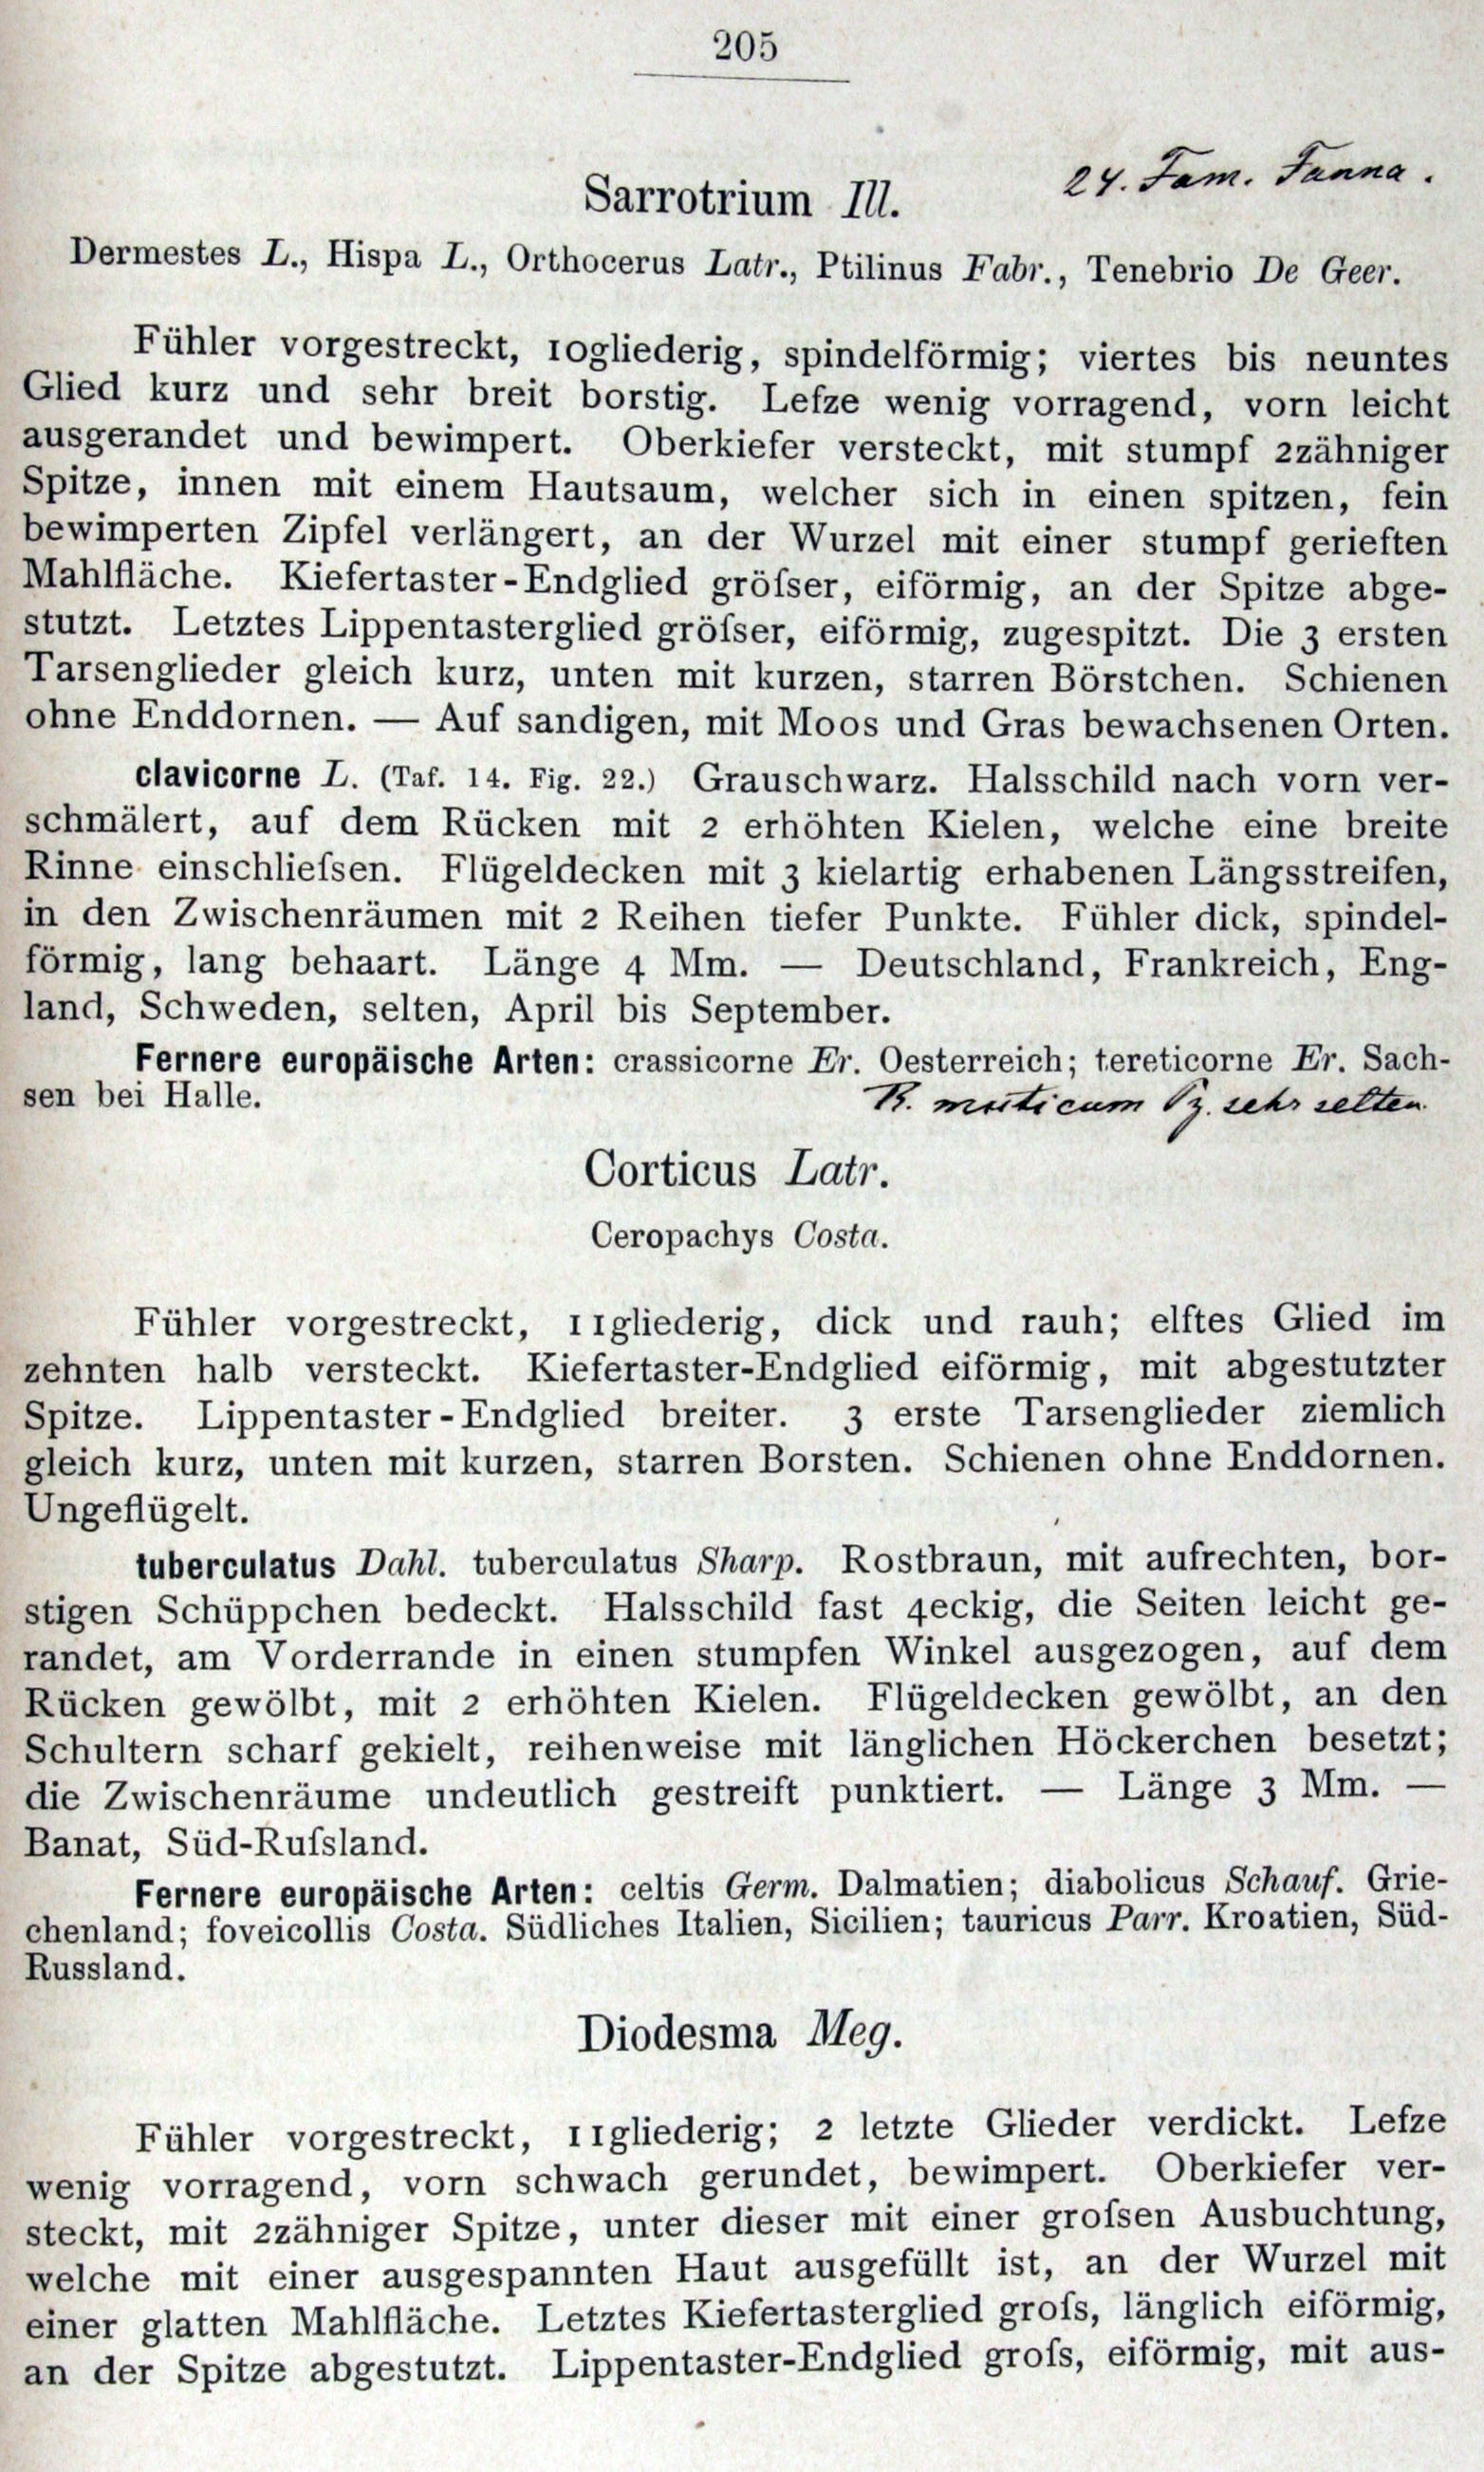 205
24. Fam. Fauna.
Sarrotrium Ill.
Dermestes L., Hispa L., Orthocerus Latr., Ptilinus Fabr., Tenebrio De Geer.
Fühler vorgestreckt, 10gliederig, spindelförmig; viertes bis neuntes
Glied kurz und sehr breit borstig. Lefze wenig vorragend, vorn leicht
ausgerandet und bewimpert. Oberkiefer versteckt, mit stumpf 2zähniger
Spitze, innen mit einem Hautsaum, welcher sich in einen spitzen, fein
bewimperten Zipfel verlängert, an der Wurzel mit einer stumpf gerieften
Mahlfläche. Kiefertaster-Endglied gröſser, eiförmig, an der Spitze abge-
stutzt. Letztes Lippentasterglied gröſser, eiförmig, zugespitzt. Die 3 ersten
Tarsenglieder gleich kurz, unten mit kurzen, starren Börstchen. Schienen
ohne Enddornen. — Auf sandigen, mit Moos und Gras bewachsenen Orten.
clavicorne L. (Taf. 14. Fig. 22.) Grauschwarz. Halsschild nach vorn ver-
schmälert, auf dem Rücken mit 2 erhöhten Kielen, welche eine breite
Rinne einschlieſsen. Flügeldecken mit 3 kielartig erhabenen Längsstreifen,
in den Zwischenräumen mit 2 Reihen tiefer Punkte. Fühler dick, spindel-
förmig, lang behaart. Länge 4 Mm. — Deutschland, Frankreich, Eng-
land, Schweden, selten, April bis September.
Fernere europäische Arten: crassicorne Er. Oesterreich; tereticorne Er. Sach-
sen bei Halle.
R. muticum Pz. sehr selten.
Corticus Latr.
Ceropachys Costa.
Fühler vorgestreckt, 11gliederig, dick und rauh; elftes Glied im
zehnten halb versteckt. Kiefertaster-Endglied eiförmig, mit abgestutzter
Spitze. Lippentaster-Endglied breiter. 3 erste Tarsenglieder ziemlich
gleich kurz, unten mit kurzen, starren Borsten. Schienen ohne Enddornen.
Ungeflügelt.
tuberculatus Dahl. tuberculatus Sharp. Rostbraun, mit aufrechten, bor-
stigen Schüppchen bedeckt. Halsschild fast 4eckig, die Seiten leicht ge-
randet, am Vorderrande in einen stumpfen Winkel ausgezogen, auf dem
Rücken gewölbt, mit 2 erhöhten Kielen. Flügeldecken gewölbt, an den
Schultern scharf gekielt, reihenweise mit länglichen Höckerchen besetzt;
die Zwischenräume undeutlich gestreift punktiert. — Länge 3 Mm. —
Banat, Süd-Ruſsland.
Fernere europäische Arten: celtis Germ. Dalmatien; diabolicus Schauf. Grie-
chenland; foveicollis Costa. Südliches Italien, Sicilien; tauricus Parr. Kroatien, Süd-
Russland.
Diodesma Meg.
Fühler vorgestreckt, 11gliederig; 2 letzte Glieder verdickt. Lefze
wenig vorragend, vorn schwach gerundet, bewimpert. Oberkiefer ver-
steckt, mit 2zähniger Spitze, unter dieser mit einer groſsen Ausbuchtung,
welche mit einer ausgespannten Haut ausgefüllt ist, an der Wurzel mit
einer glatten Mahlfläche. Letztes Kiefertasterglied groſs, länglich eiförmig,
an der Spitze abgestutzt. Lippentaster-Endglied groſs, eiförmig, mit aus-